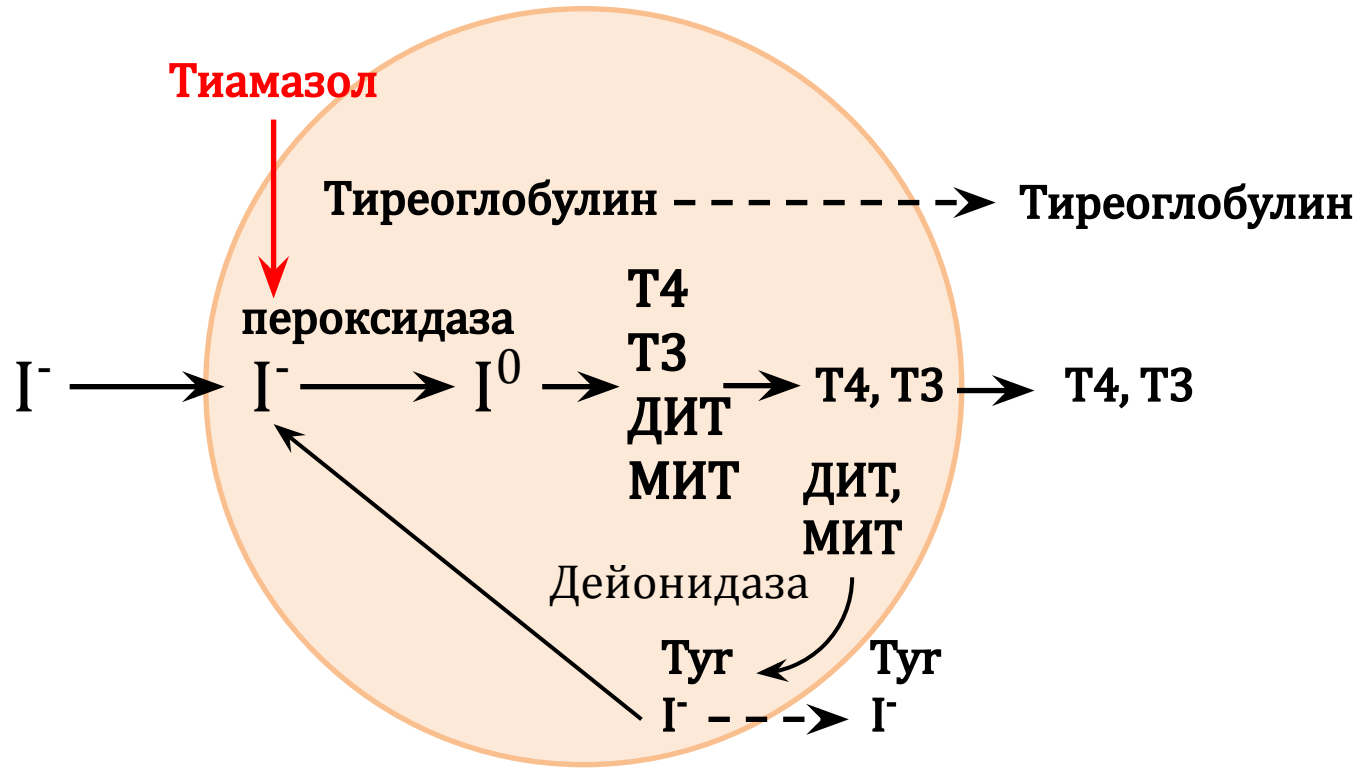 Тиамазол
Тиреоглобулин
Тиреоглобулин
Т4
Т3
ДИТ
МИТ
пероксидаза
I-
I-
I0
Т4, Т3
Т4, Т3
ДИТ,
МИТ
Дейонидаза
Tyr
I-
Tyr
I-